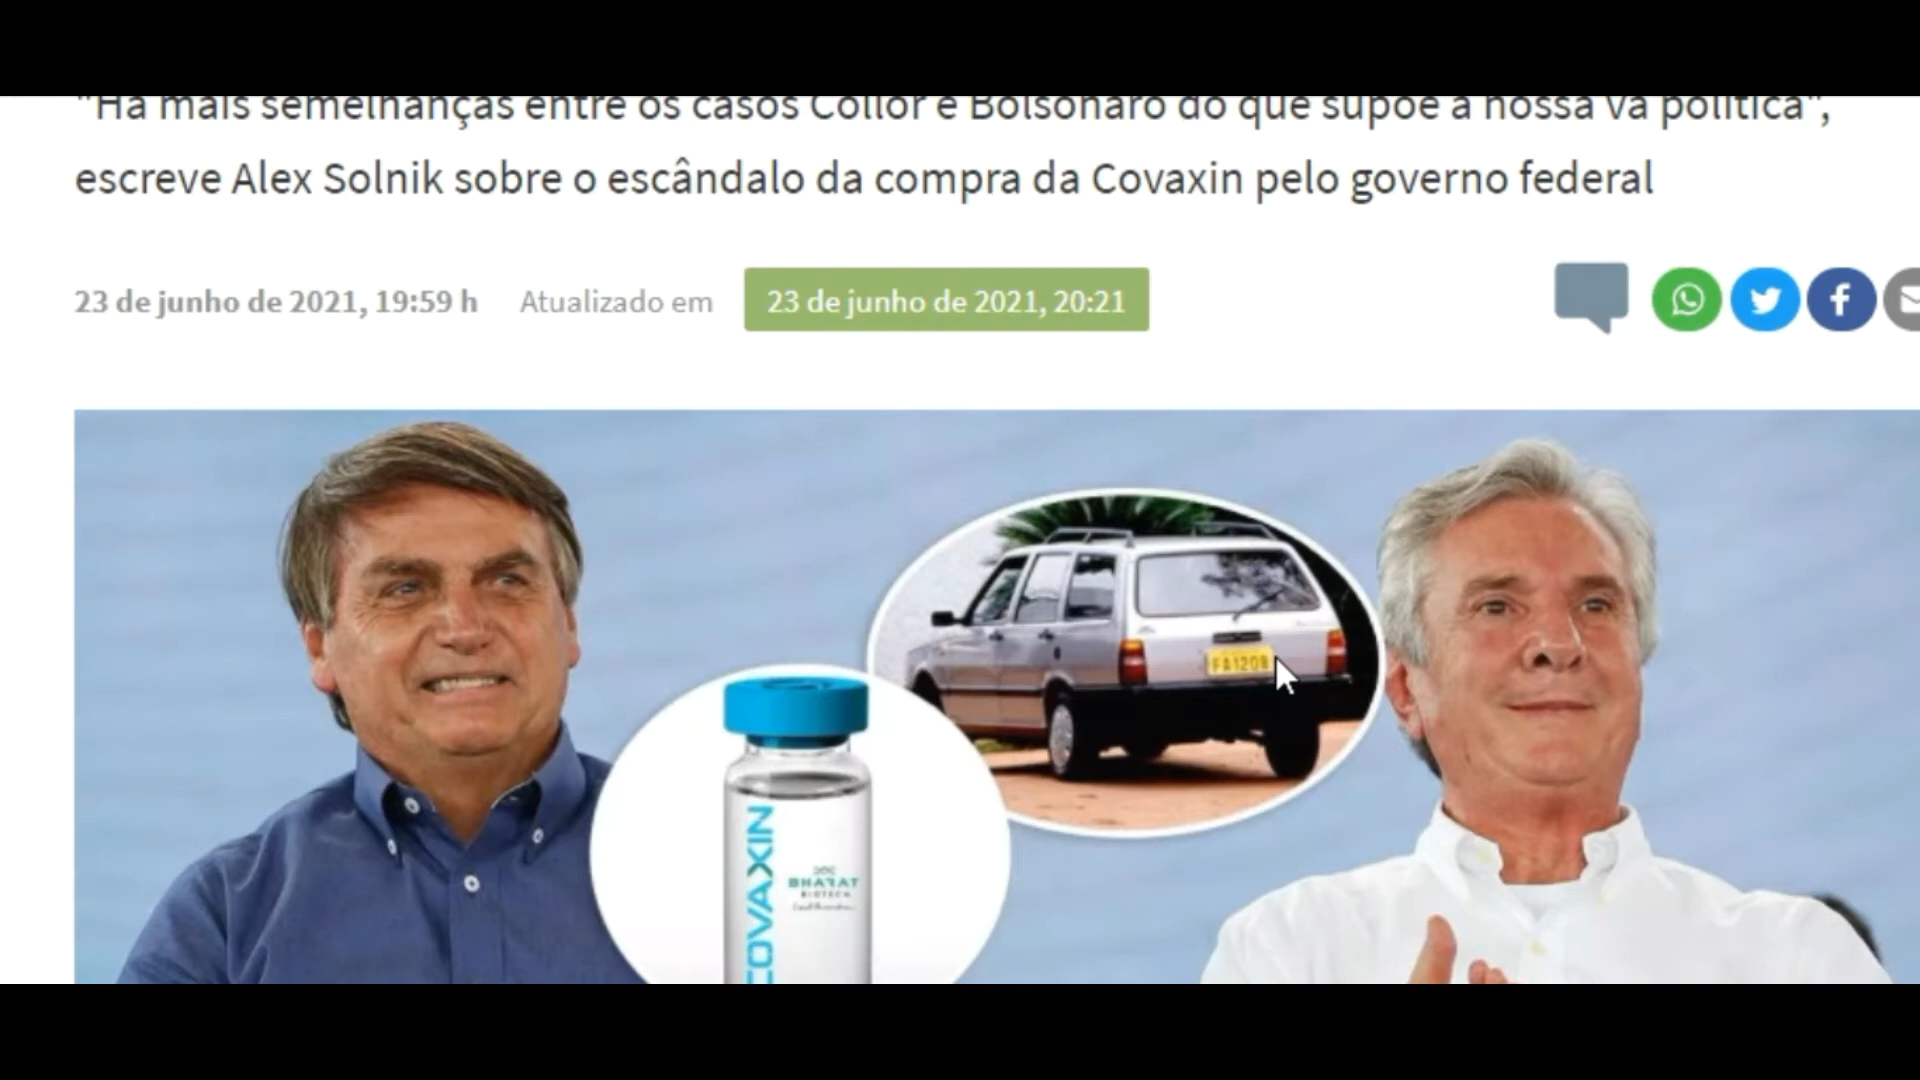 "Há mais semelhanças entre os casos Collor e Bolsonaro do que supõe a nossa vã política",
escreve Alex Solnik sobre o escândalo da compra da Covaxin pelo governo federal
23 de junho de 2021, 19:59 h Atualizado em 23 de junho de 2021, 20:21
FA1208
COVAXIN
BHARAT
BIOTECH